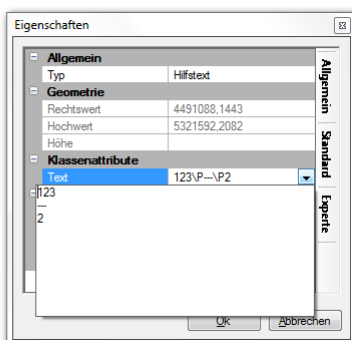 Eigenschaften
Allgemein
Typ Hilfstext
Geometrie
Rechtswert 4491088,1443
Hochwert 5321592,2082
Höhe
Klassenattribute
Text 123\P---\P2
123
---
2
Allgemein
Standard
Experte
Ok Abbrechen